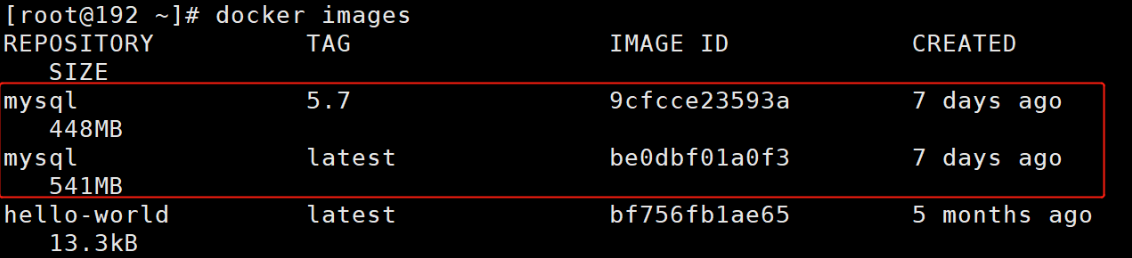 [root@192 ~]# docker images
REPOSITORY          TAG                 IMAGE ID            CREATED
   SIZE
mysql               5.7                 9cfcce23593a        7 days ago
   448MB
mysql               latest              be0dbf01a0f3        7 days ago
   541MB
hello-world         latest              bf756fb1ae65        5 months ago
   13.3kB